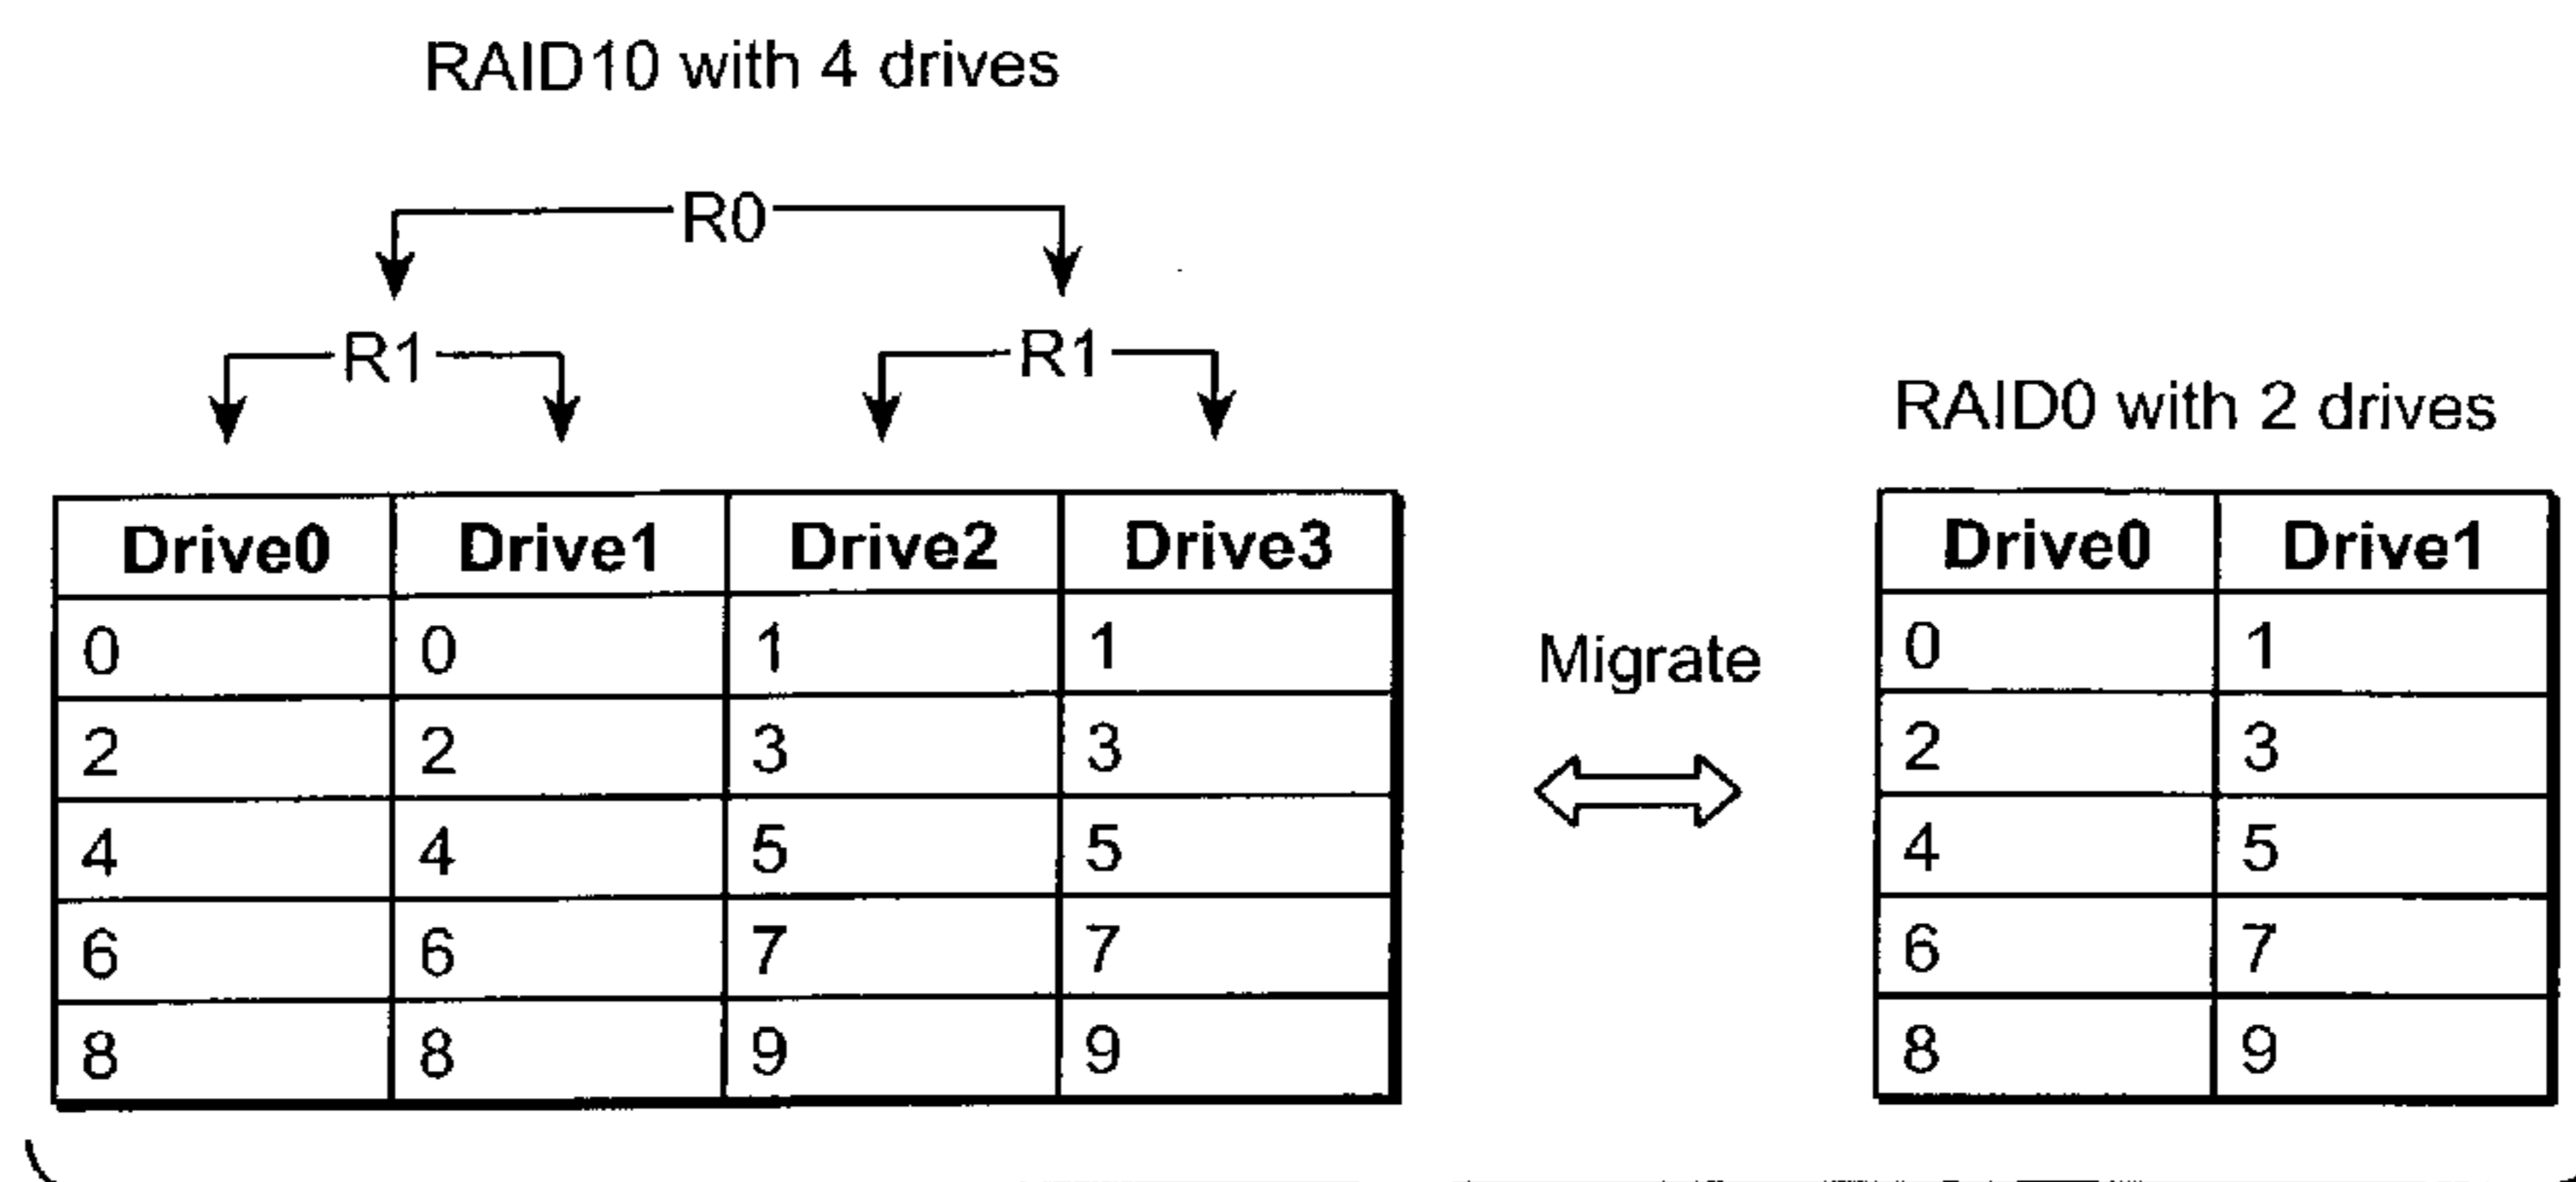 RAID10 with 4 drives
R0
R1 R1
RAID0 with 2 drives
Drive0 Drive1 Drive2 Drive3
0 0 1 1
2 2 3 3
4 4 5 5
6 6 7 7
8 8 9 9
Migrate
Drive0 Drive1
0 1
2 3
4 5
6 7
8 9